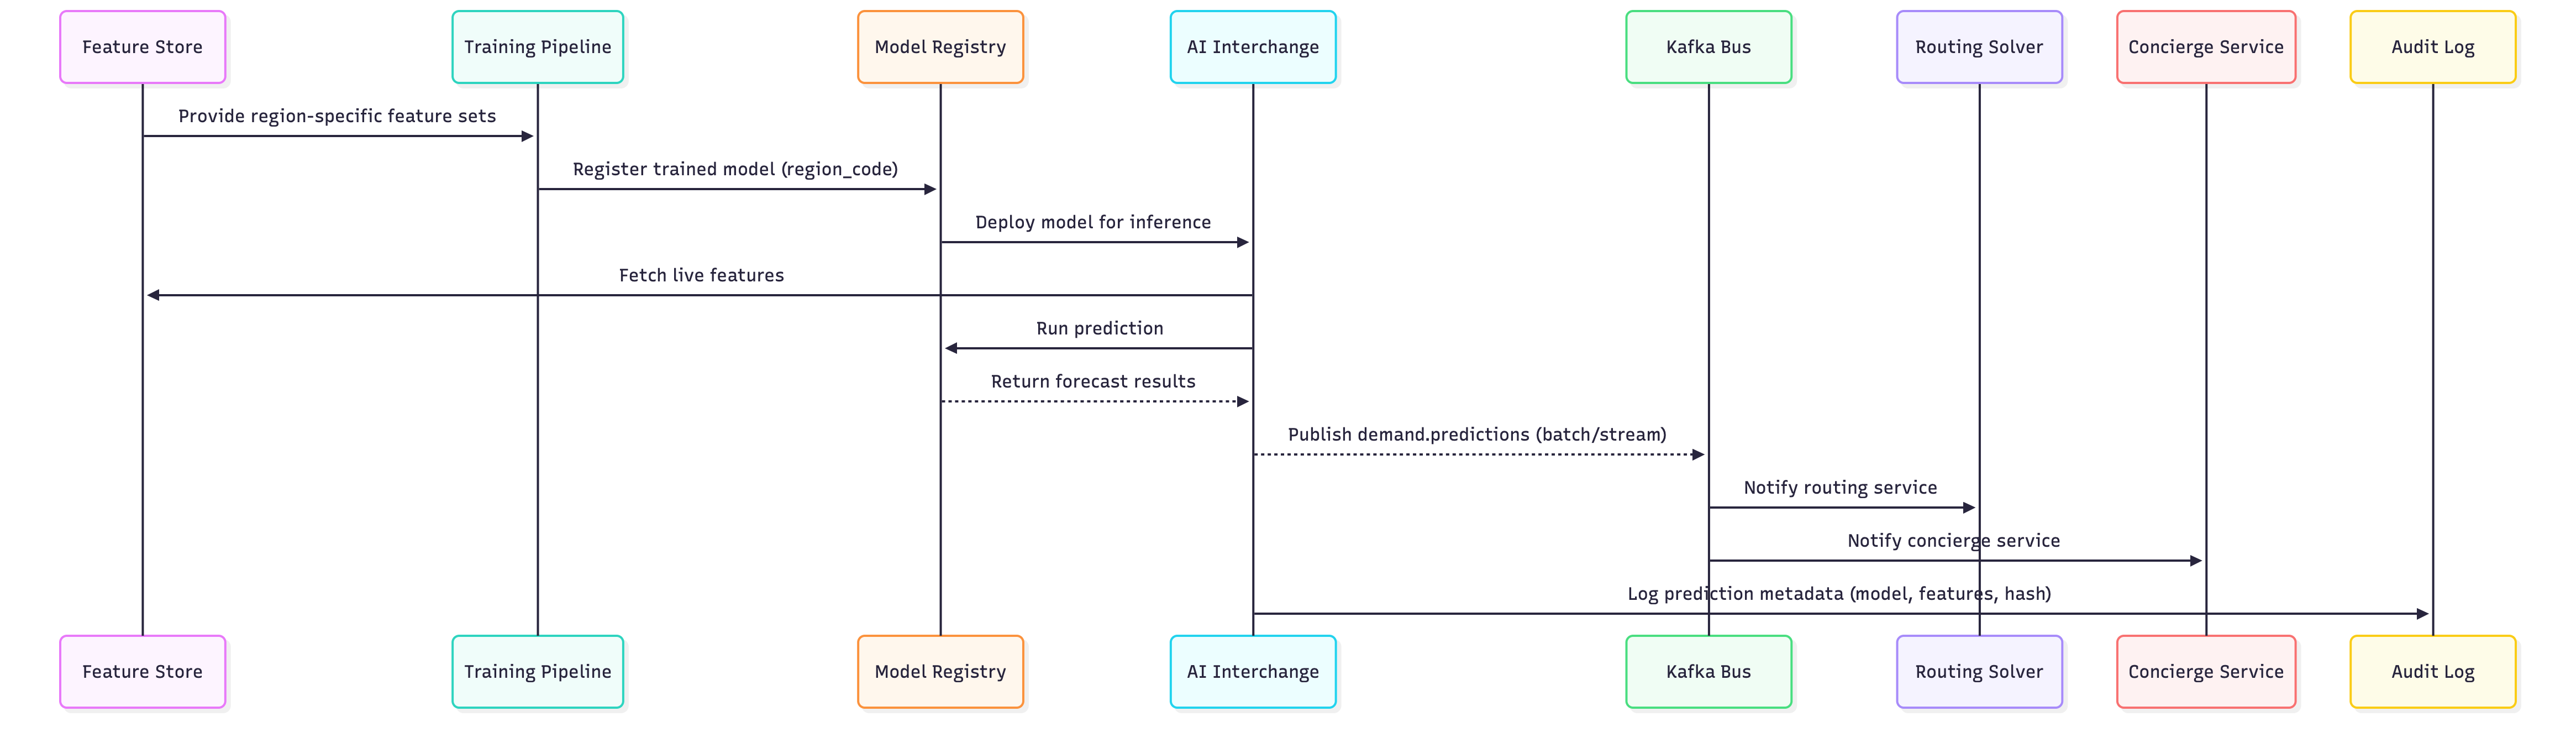 Feature Store
Training Pipeline
Model Registry
AI Interchange
Kafka Bus
Routing Solver
Concierge Service
Audit Log
Provide region-specific feature sets
Register trained model (region_code)
Deploy model for inference
Fetch live features
Run prediction
Return forecast results
Publish demand.predictions (batch/stream)
Notify routing service
Notify concierge service
Log prediction metadata (model, features, hash)
Feature Store
Training Pipeline
Model Registry
AI Interchange
Kafka Bus
Routing Solver
Concierge Service
Audit Log